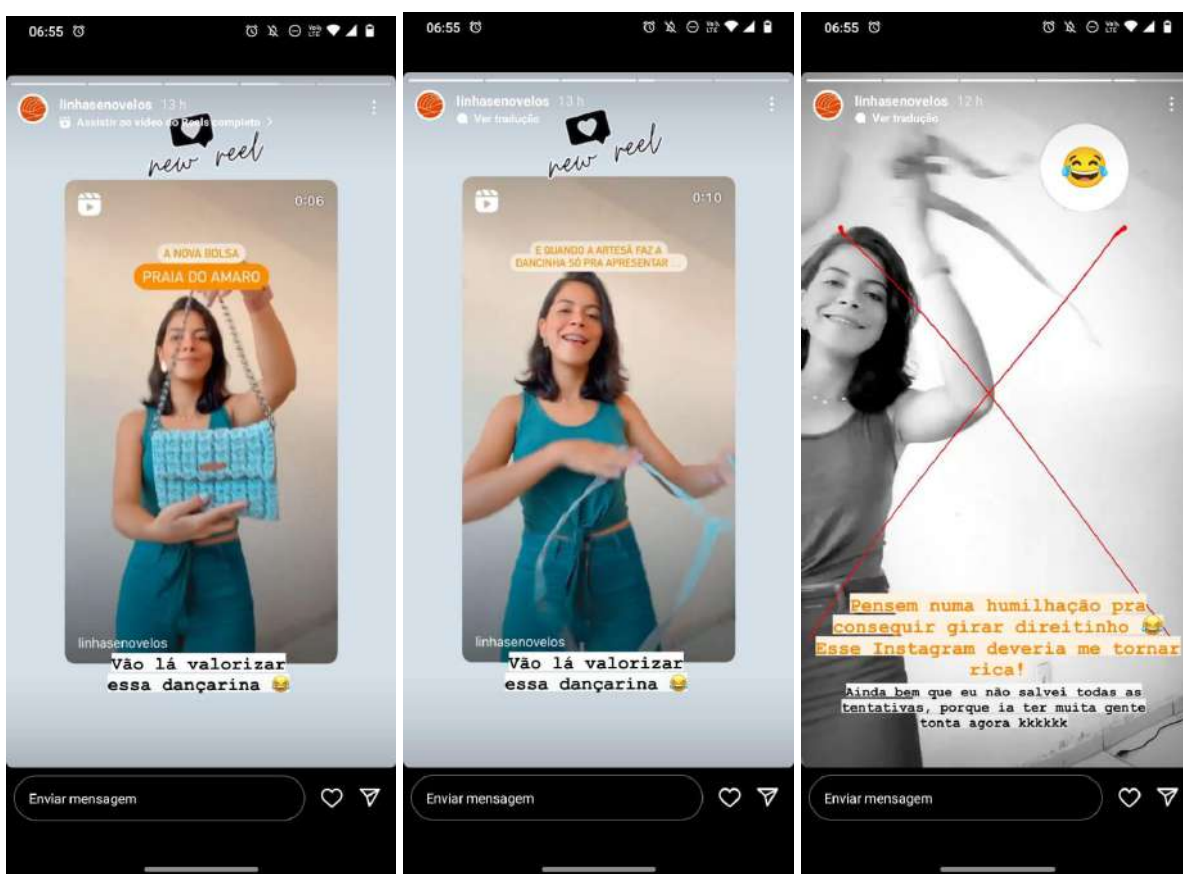 06:55
VoLTE
linhasenovelos 13 h
Assistir ao vídeo do Reels completo >
new reel
0:06
A NOVA BOLSA
PRAIA DO AMARO
linhasenovelos
Vão lá valorizar
essa dançarina 😂
Enviar mensagem
06:55
VoLTE
linhasenovelos 13 h
Ver tradução
new reel
0:10
E QUANDO A ARTESÃ FAZ A
DANCINHA SÓ PRA APRESENTAR ...
linhasenovelos
Vão lá valorizar
essa dançarina 😂
Enviar mensagem
06:55
VoLTE
linhasenovelos 12 h
Ver tradução
😂
Pensem numa humilhação pra
conseguir girar direitinho 😂
Esse Instagram deveria me tornar
rica!
Ainda bem que eu não salvei todas as
tentativas, porque ia ter muita gente
tonta agora kkkkkk
Enviar mensagem